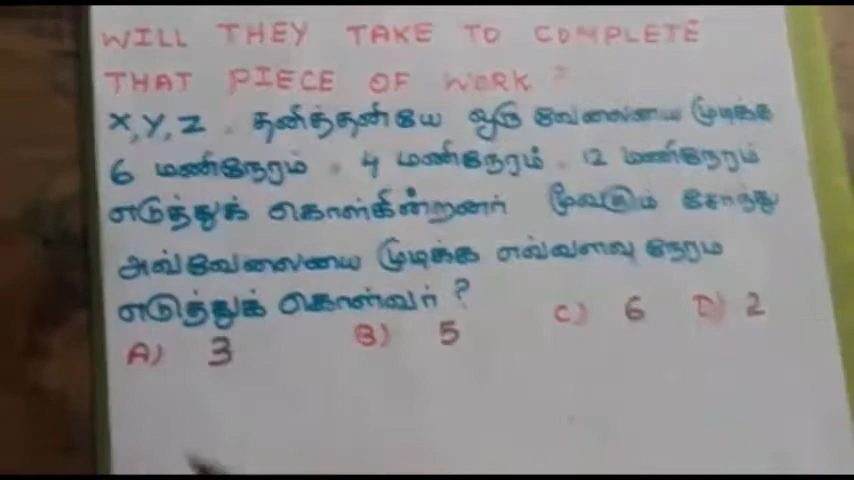 WILL THEY TAKE TO COMPLETE
THAT PIECE OF WORK ?
X, Y, Z . தனித்தனியே ஒரு வேலையை முடிக்க
6 மணிநேரம் . 4 மணிநேரம் . 12 மணிநேரம்
எடுத்துக் கொள்கின்றனர் மூவரும் சேர்ந்து
அவ்வேலையை முடிக்க எவ்வளவு நேரம்
எடுத்துக் கொள்வர் ?
A) 3 B) 5 C) 6 D) 2